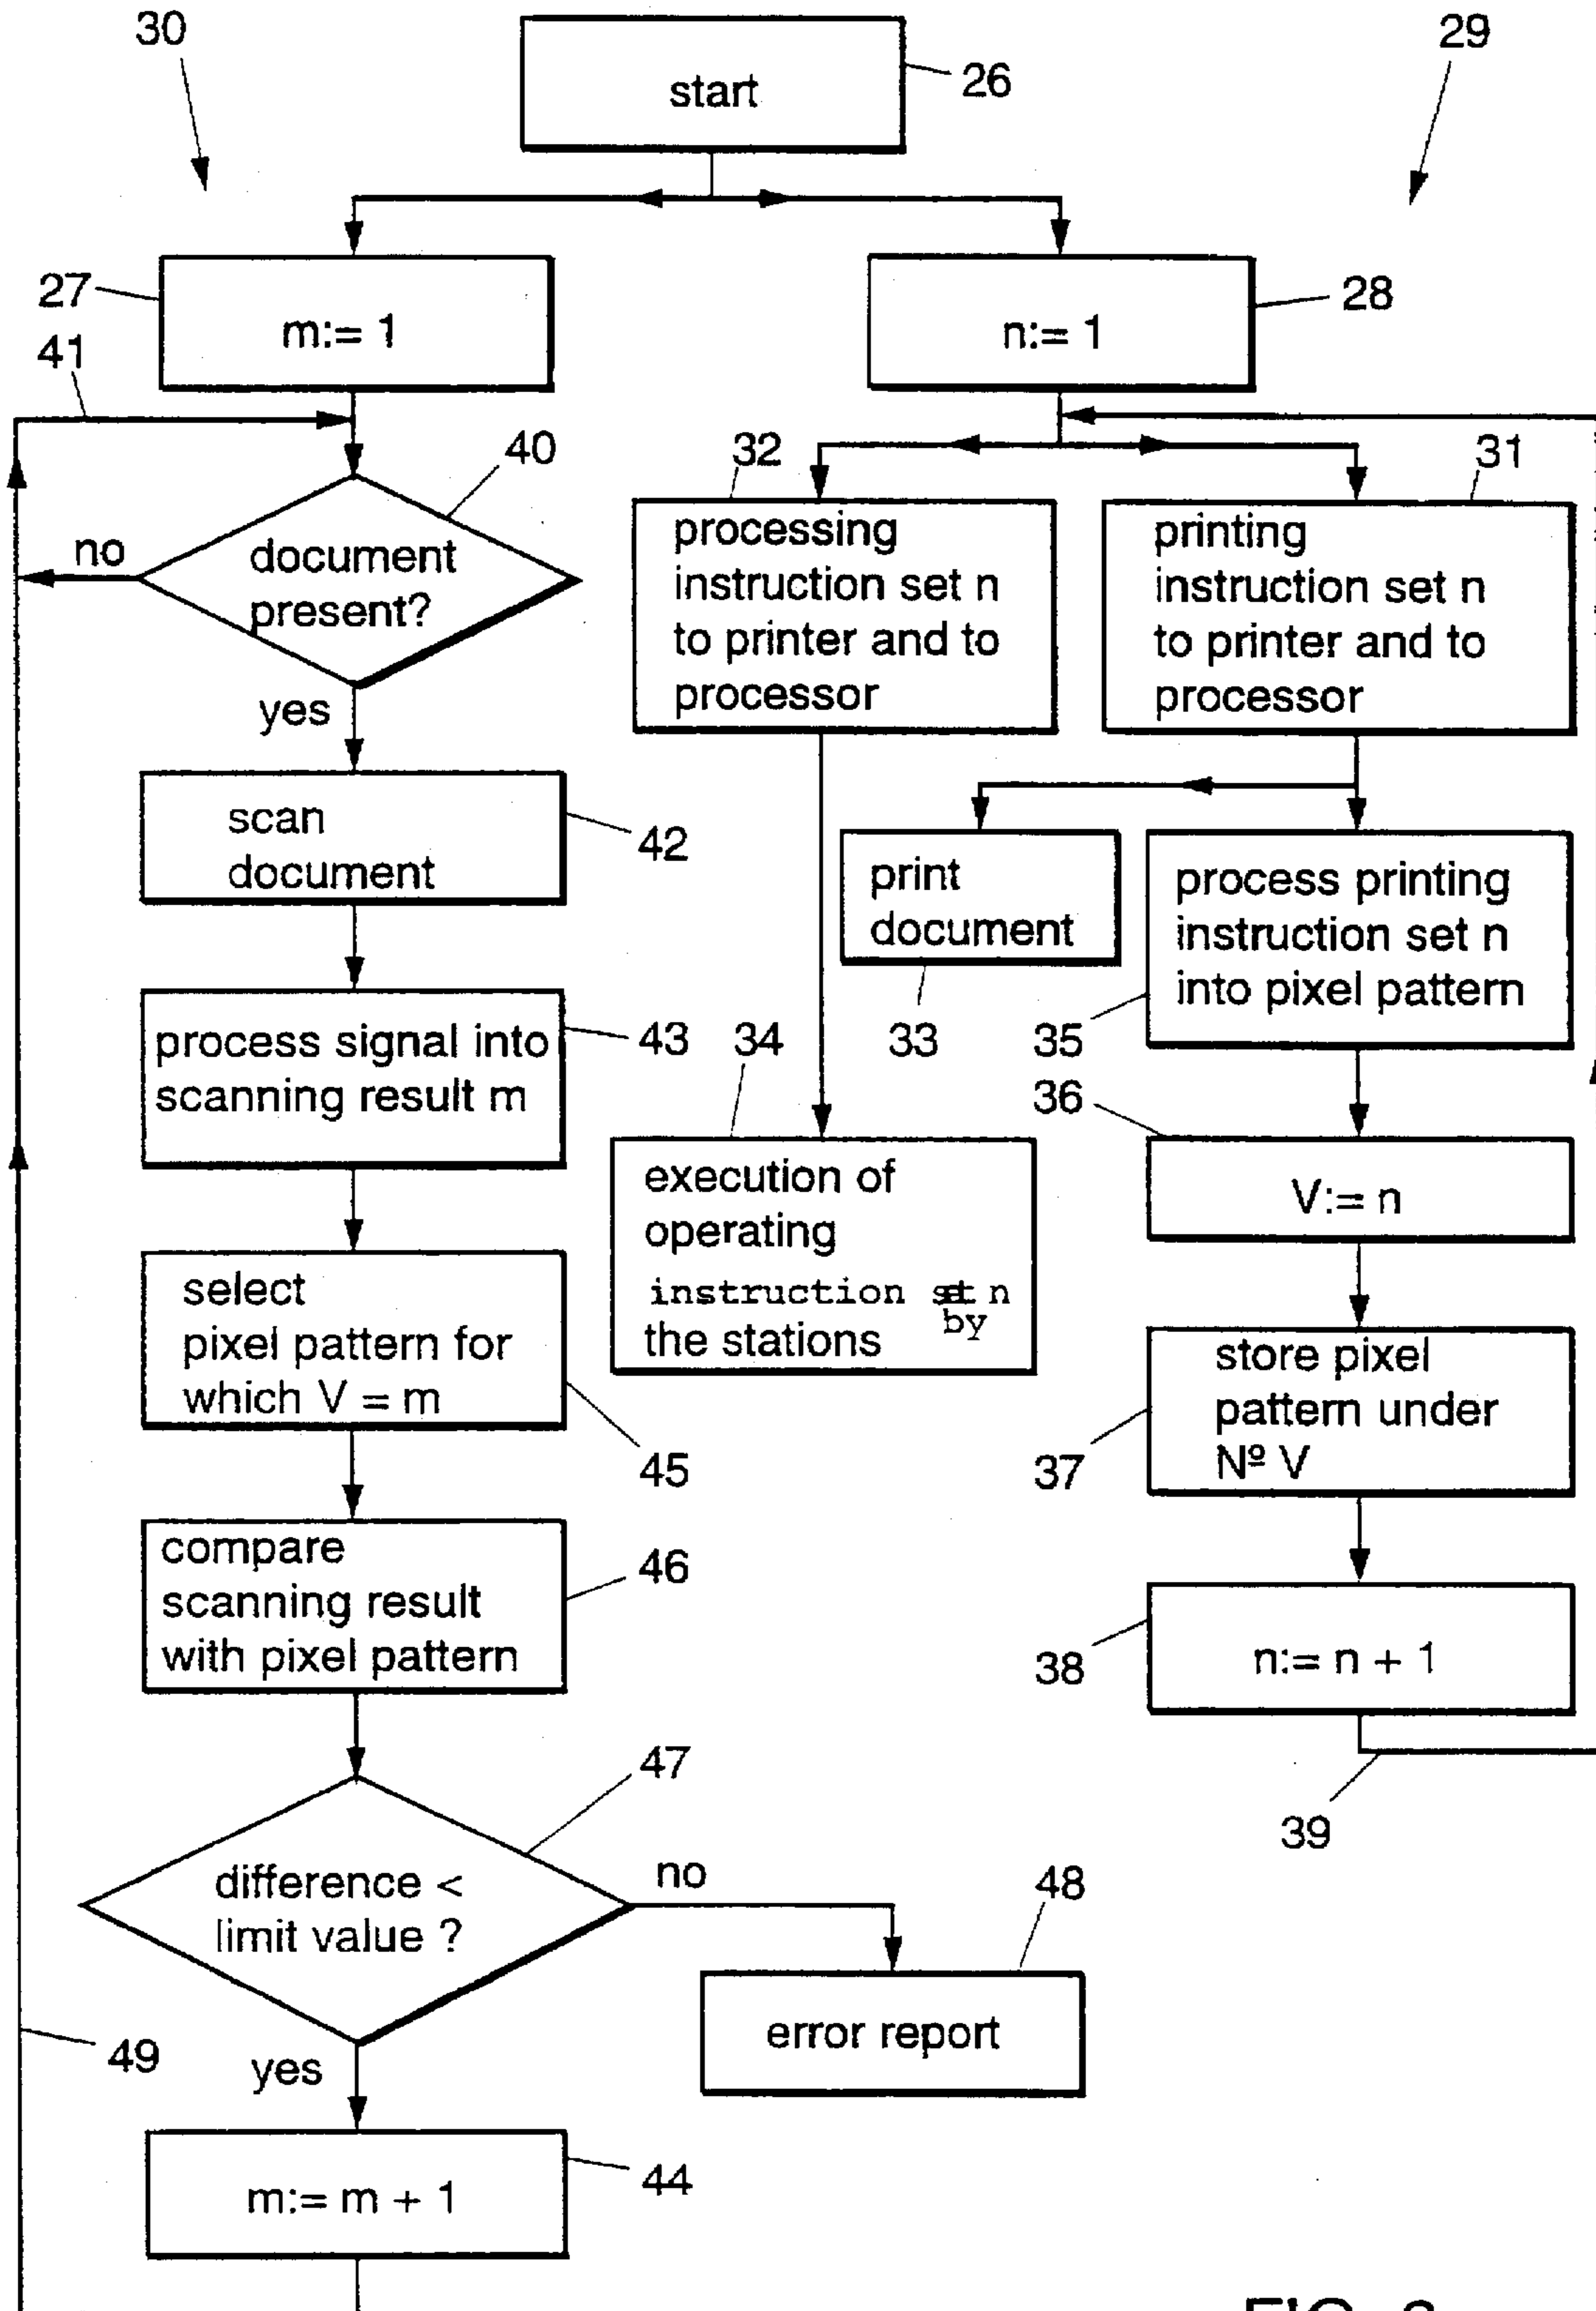 30
29
start
26
27
m:= 1
28
n:= 1
41
40
32
31
no
document
present?
yes
processing
instruction set n
to printer and to
processor
printing
instruction set n
to printer and to
processor
scan
document
42
print
document
33
process printing
instruction set n
into pixel pattern
35
process signal into
scanning result m
43
34
36
V:= n
execution of
operating
instruction set n
by
the stations
select
pixel pattern for
which V = m
45
store pixel
pattern under
Nº V
37
compare
scanning result
with pixel pattern
46
n:= n + 1
38
39
47
difference <
limit value ?
no
48
error report
yes
49
m:= m + 1
44